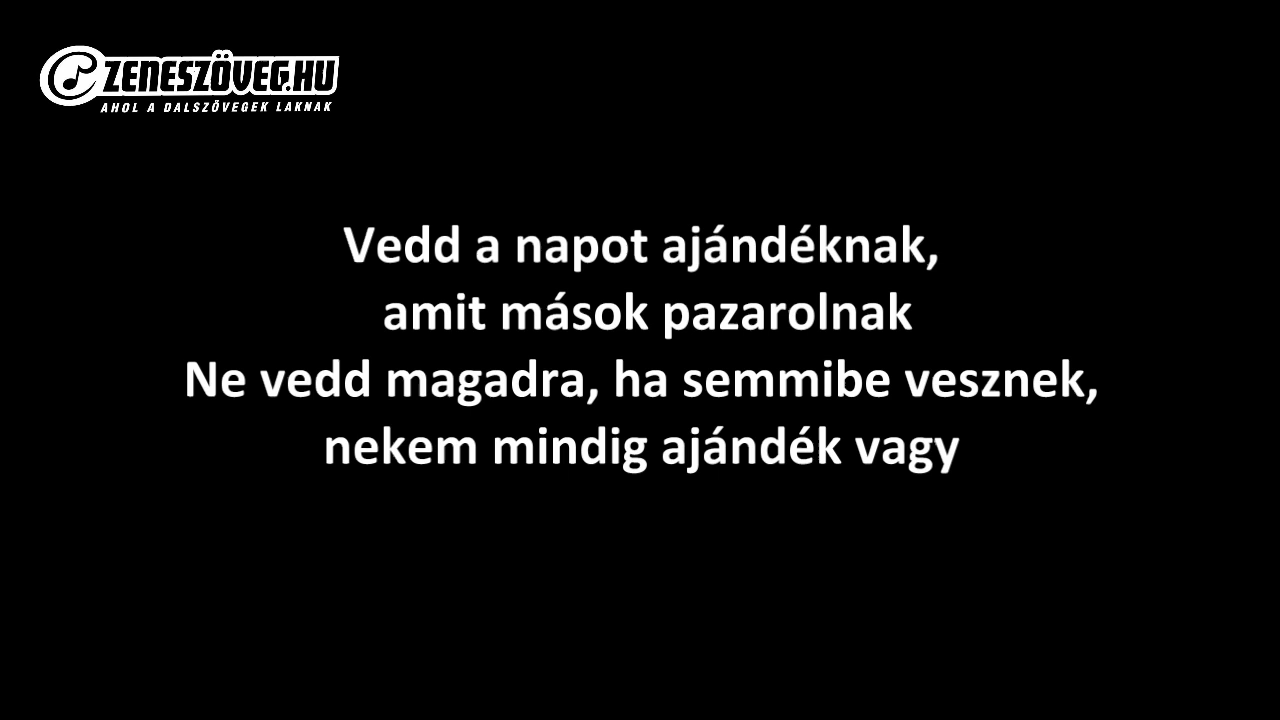 ZENESZÖVEG.HU
AHOL A DALSZÖVEGEK LAKNAK
Vedd a napot ajándéknak,
amit mások pazarolnak
Ne vedd magadra, ha semmibe vesznek,
nekem mindig ajándék vagy